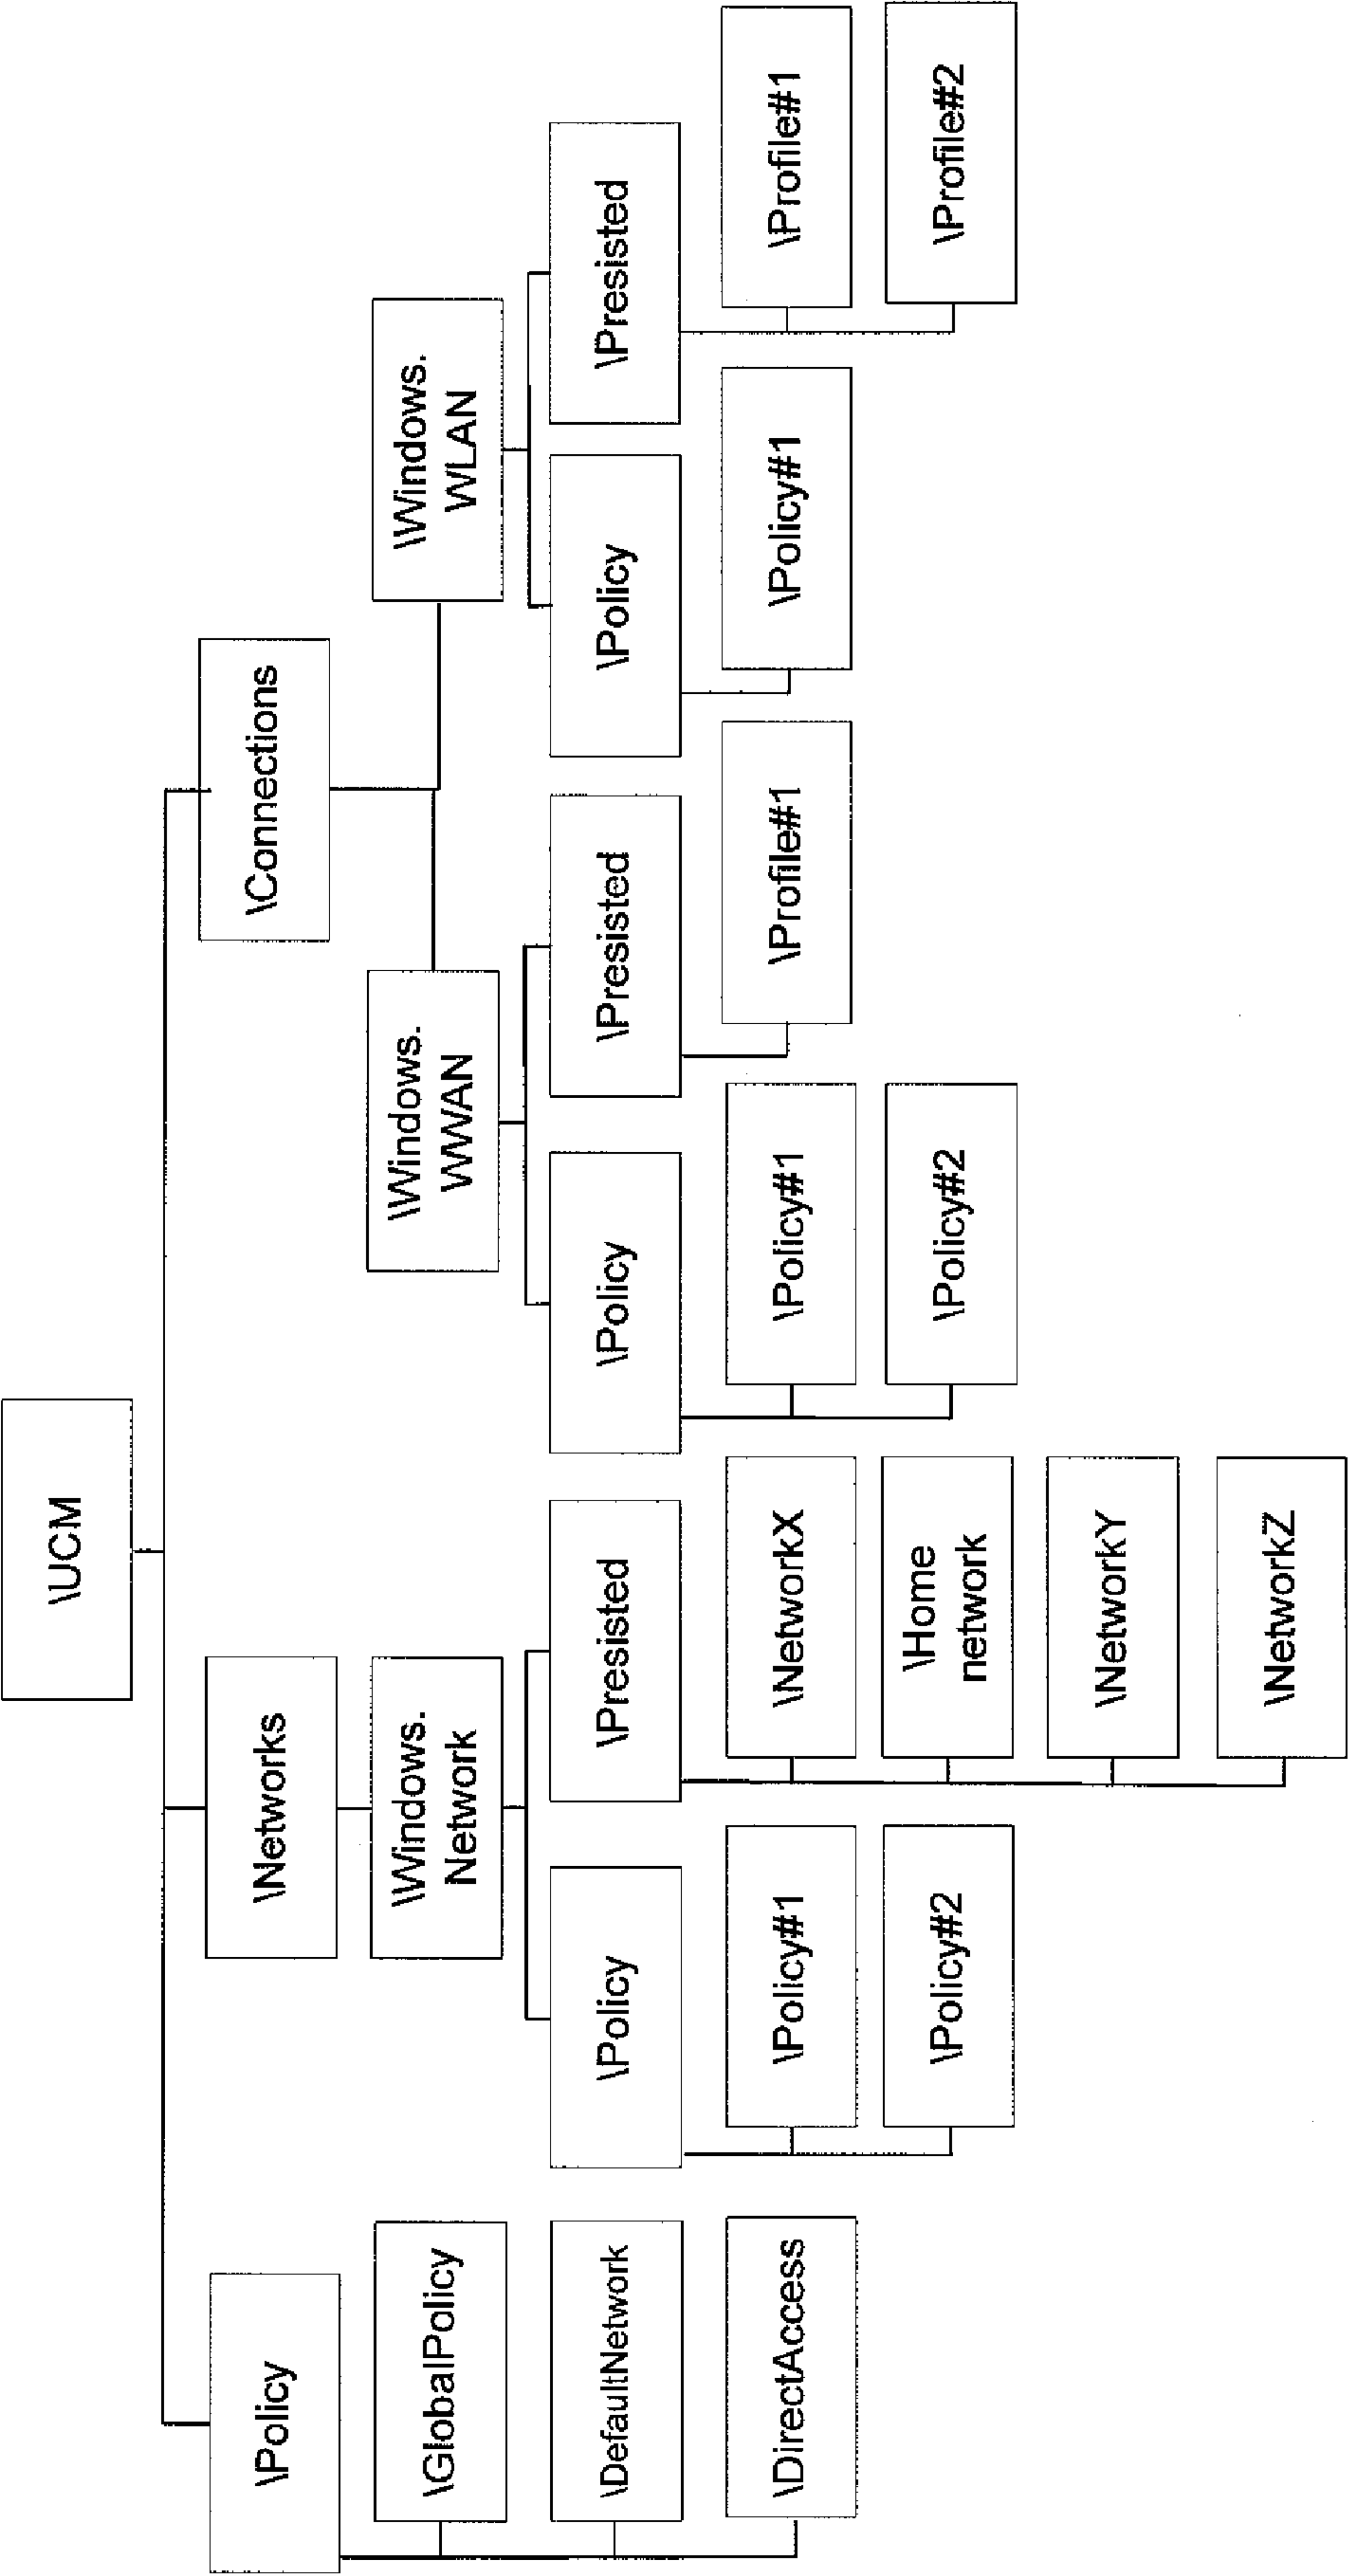 \UCM
\Policy
\Networks
\Connections
\GlobalPolicy
\Windows.
Network
\Windows.
WWAN
\Windows.
WLAN
\DefaultNetwork
\Policy
\Presisted
\Policy
\Presisted
\Policy
\Presisted
\DirectAccess
\Policy#1
\NetworkX
\Policy#1
\Profile#1
\Policy#1
\Profile#1
\Policy#2
\Home
network
\Policy#2
\Profile#2
\NetworkY
\NetworkZ